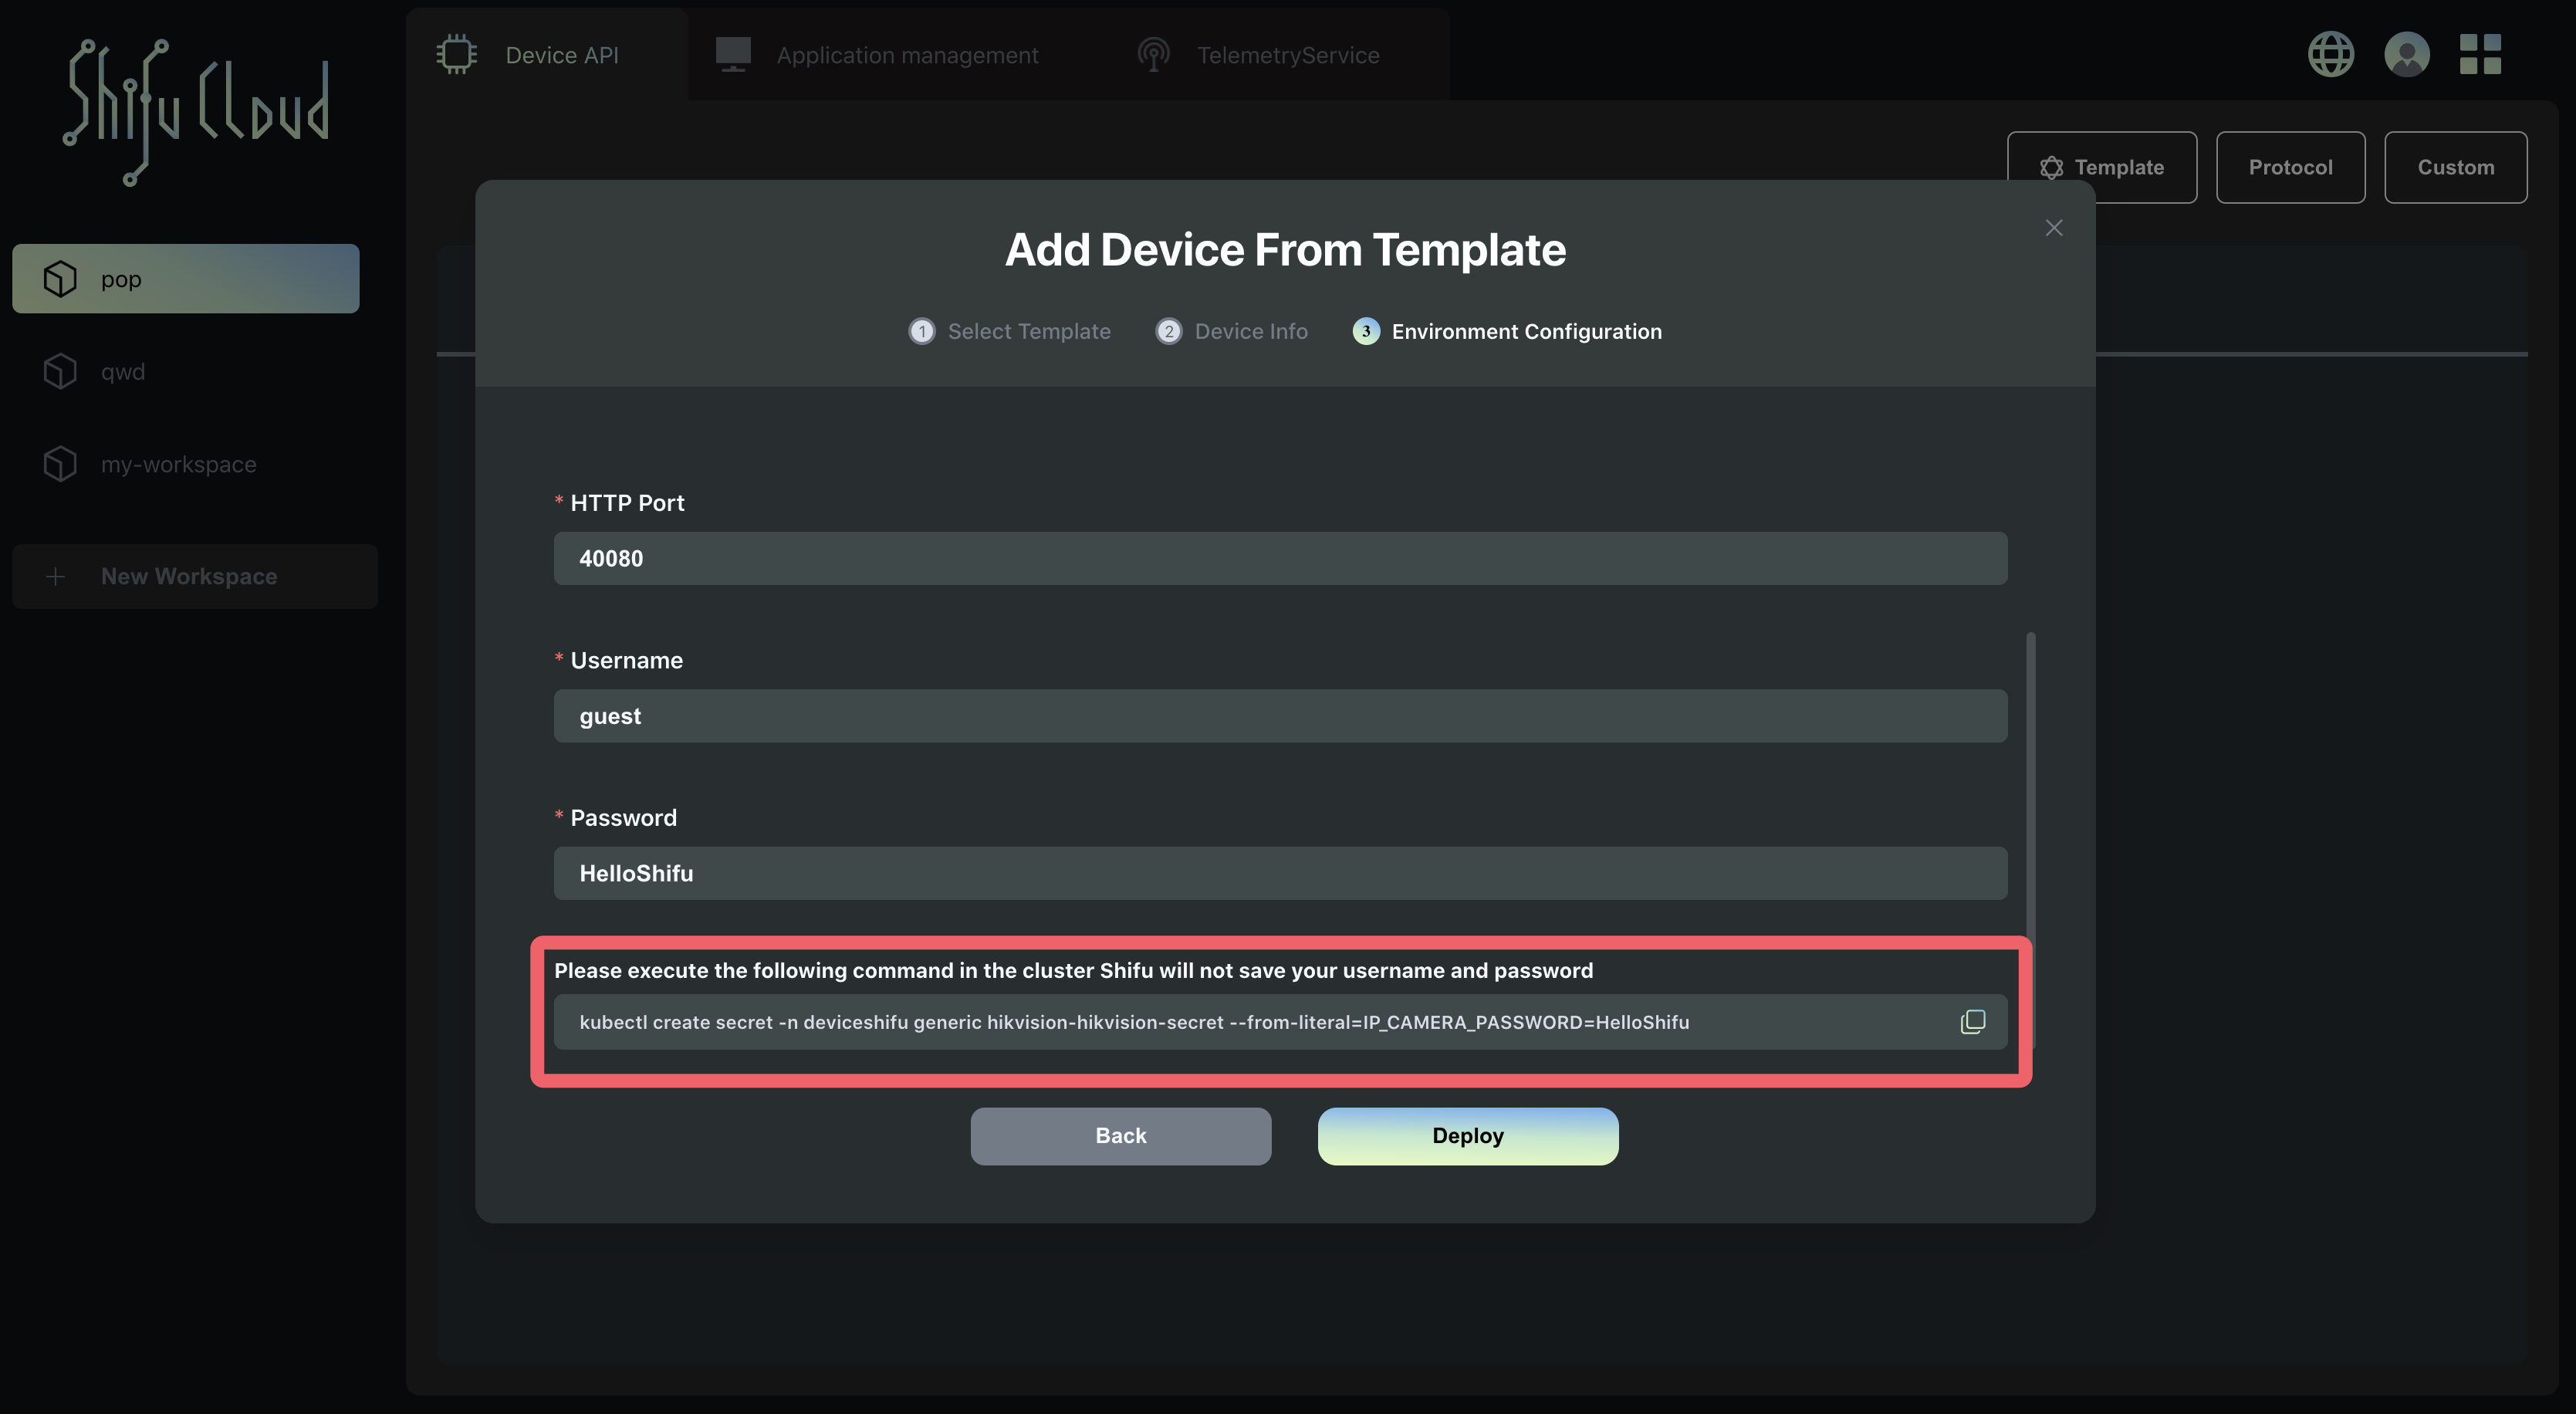 Shifu Cloud
Device API
Application management
TelemetryService
Template
Protocol
Custom
pop
qwd
my-workspace
New Workspace
Add Device From Template
1 Select Template
2 Device Info
3 Environment Configuration
* HTTP Port
40080
* Username
guest
* Password
HelloShifu
Please execute the following command in the cluster Shifu will not save your username and password
kubectl create secret -n deviceshifu generic hikvision-hikvision-secret --from-literal=IP_CAMERA_PASSWORD=HelloShifu
Back
Deploy